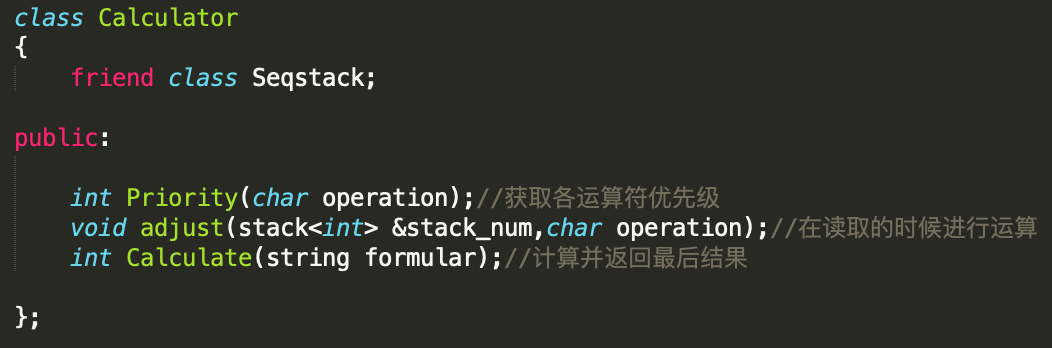 class Calculator
{
friend class Seqstack;
public:
int Priority(char operation);//获取各运算符优先级
void adjust(stack<int> &stack_num,char operation);//在读取的时候进行运算
int Calculate(string formular);//计算并返回最后结果
};